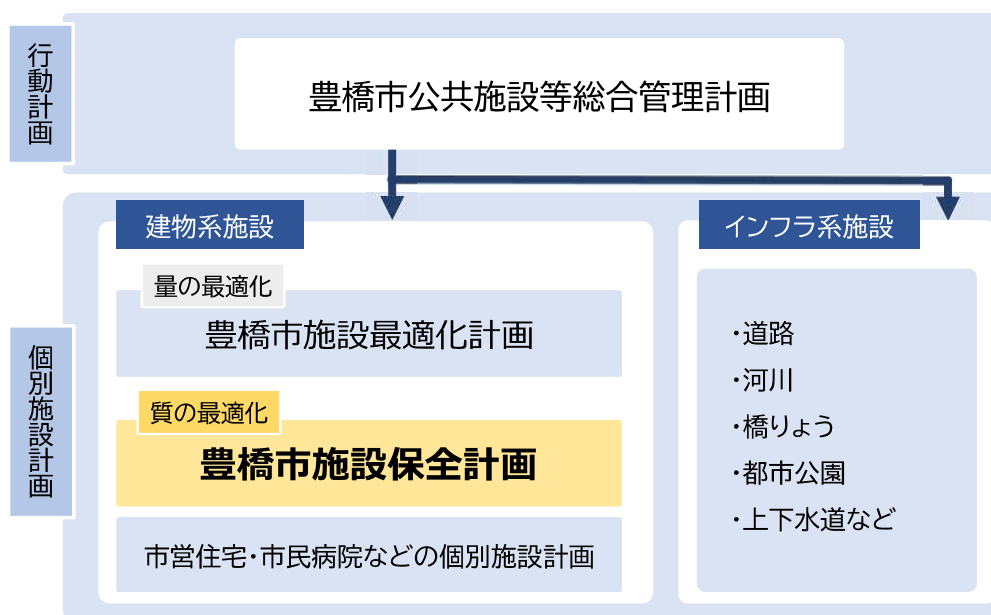 行動計画
豊橋市公共施設等総合管理計画
個別施設計画
建物系施設
量の最適化
豊橋市施設最適化計画
質の最適化
豊橋市施設保全計画
市営住宅・市民病院などの個別施設計画
インフラ系施設
・道路
・河川
・橋りょう
・都市公園
・上下水道など